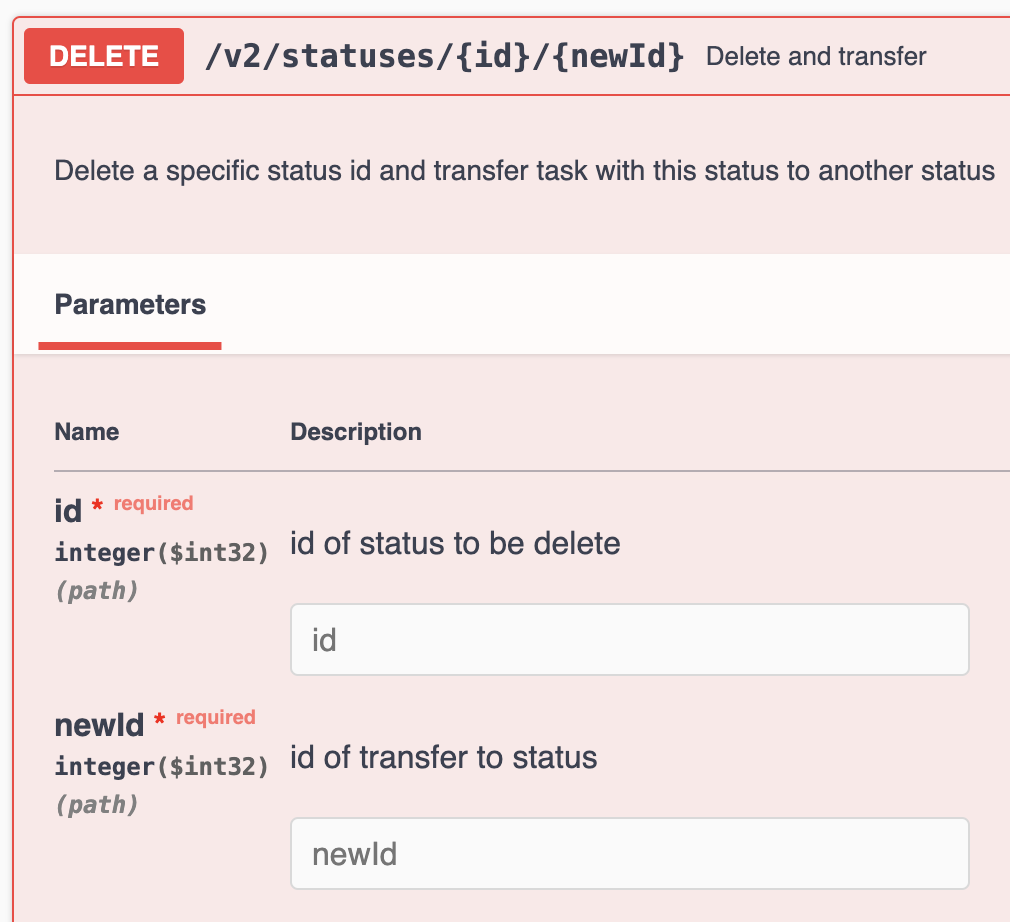 DELETE /v2/statuses/{id}/{newId} Delete and transfer
Delete a specific status id and transfer task with this status to another status
Parameters
Name Description
id * required
integer($int32)
(path)
id of status to be delete
id
newId * required
integer($int32)
(path)
id of transfer to status
newId